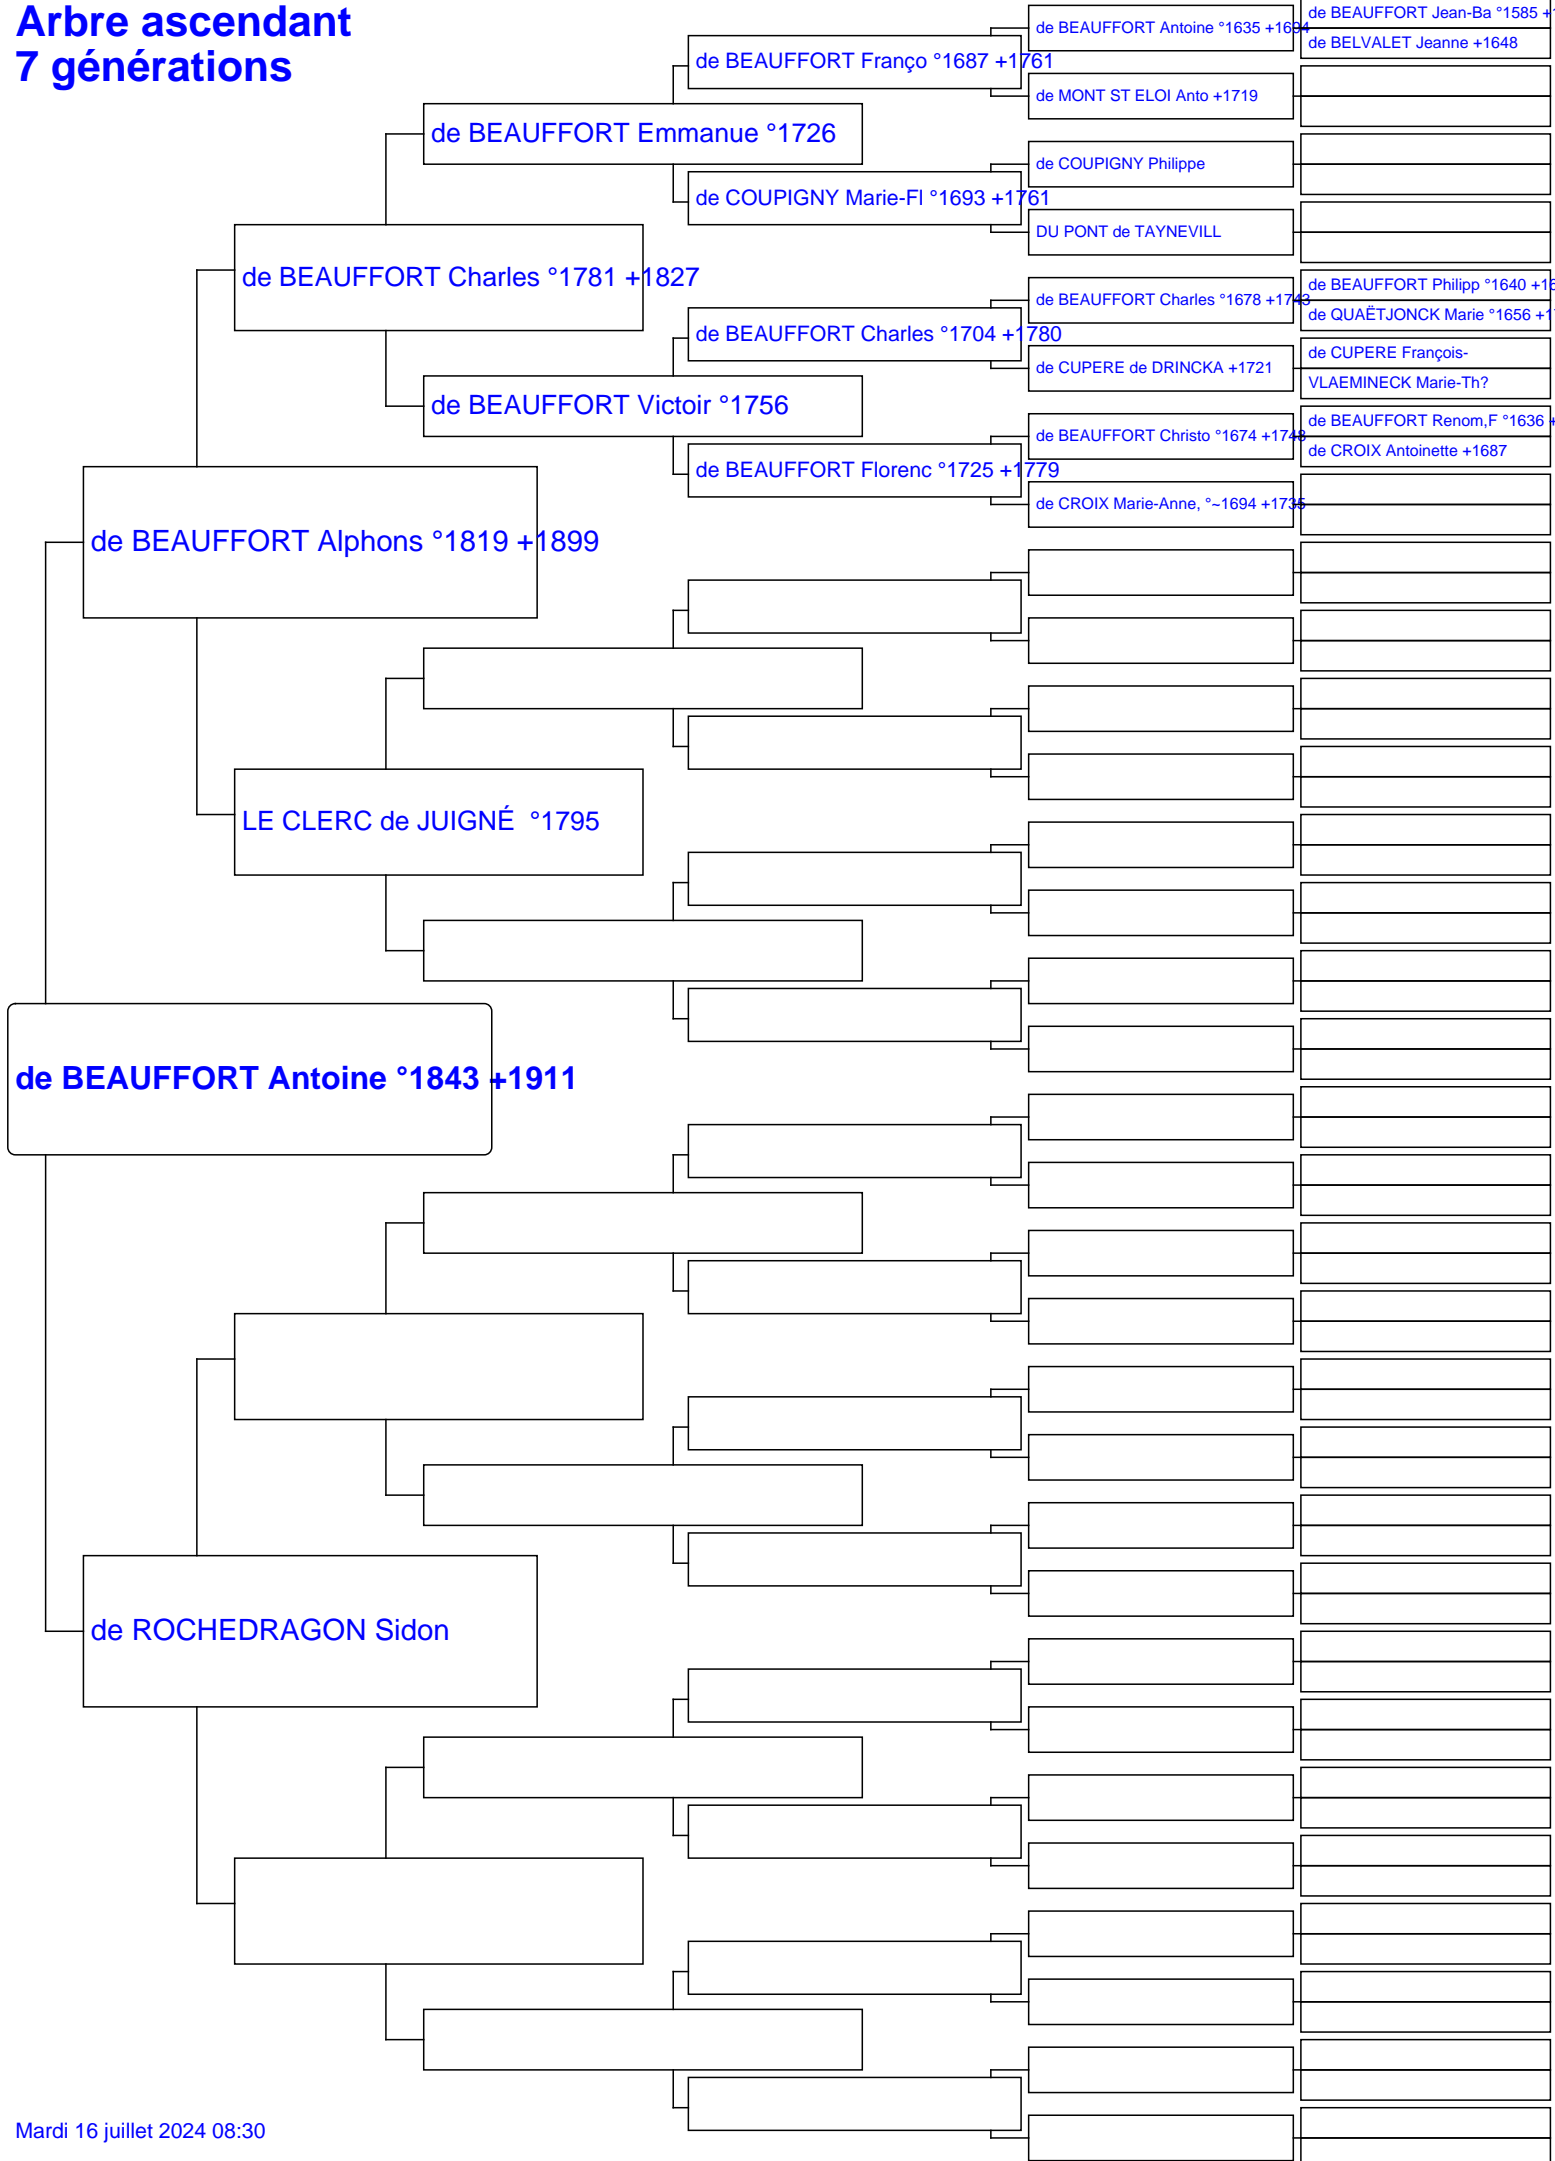 Arbre ascendant
7 générations
de BEAUFFORT Jean-Ba °1585 +
de BEAUFFORT Antoine °1635 +1694
de BELVALET Jeanne +1648
de BEAUFFORT Franço °1687 +1761
de MONT ST ELOI Anto +1719
de BEAUFFORT Emmanue °1726
de COUPIGNY Philippe
de COUPIGNY Marie-Fl °1693 +1761
DU PONT de TAYNEVILL
de BEAUFFORT Charles °1781 +1827
de BEAUFFORT Philipp °1640 +16
de BEAUFFORT Charles °1678 +1743
de QUAËTJONCK Marie °1656 +1
de BEAUFFORT Charles °1704 +1780
de CUPERE François-
de CUPERE de DRINCKA +1721
VLAEMINECK Marie-Th?
de BEAUFFORT Victoir °1756
de BEAUFFORT Renom,F °1636 +
de BEAUFFORT Christo °1674 +1748
de CROIX Antoinette +1687
de BEAUFFORT Florenc °1725 +1779
de CROIX Marie-Anne, °~1694 +1735
de BEAUFFORT Alphons °1819 +1899
LE CLERC de JUIGNÉ °1795
de BEAUFFORT Antoine °1843 +1911
de ROCHEDRAGON Sidon
Mardi 16 juillet 2024 08:30